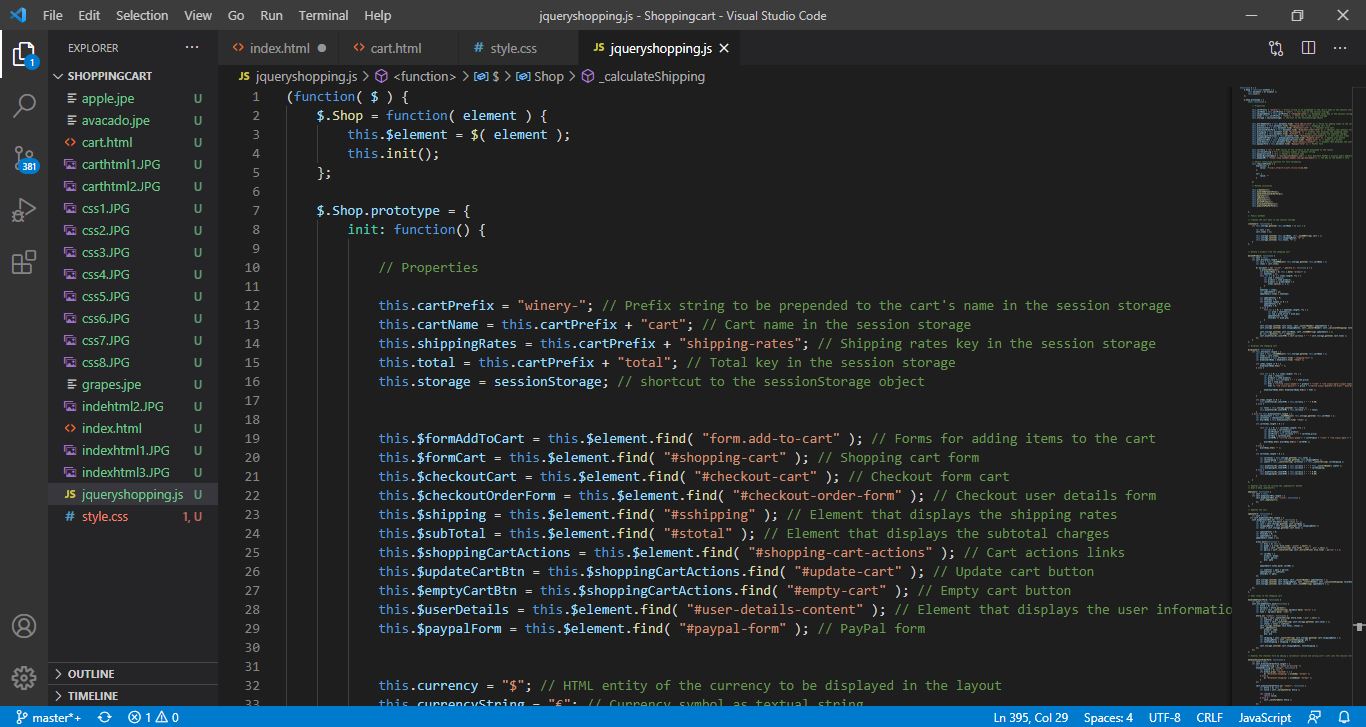 File Edit Selection View Go Run Terminal Help jqueryshopping.js - Shoppingcart - Visual Studio Code
EXPLORER ···
1
SHOPPINGCART
apple.jpe U
avacado.jpe U
cart.html U
carthtml1.JPG U
381
carthtml2.JPG U
css1.JPG U
css2.JPG U
css3.JPG U
css4.JPG U
css5.JPG U
css6.JPG U
css7.JPG U
css8.JPG U
grapes.jpe U
indehtml2.JPG U
index.html U
indexhtml1.JPG U
indexhtml3.JPG U
JS jqueryshopping.js U
# style.css 1, U
OUTLINE
TIMELINE
index.html ● cart.html # style.css JS jqueryshopping.js ×
JS jqueryshopping.js > <function> > $ > Shop > _calculateShipping
1 (function( $ ) {
2 $.Shop = function( element ) {
3 this.$element = $( element );
4 this.init();
5 };
6
7 $.Shop.prototype = {
8 init: function() {
9
10 // Properties
11
12 this.cartPrefix = "winery-"; // Prefix string to be prepended to the cart's name in the session storage
13 this.cartName = this.cartPrefix + "cart"; // Cart name in the session storage
14 this.shippingRates = this.cartPrefix + "shipping-rates"; // Shipping rates key in the session storage
15 this.total = this.cartPrefix + "total"; // Total key in the session storage
16 this.storage = sessionStorage; // shortcut to the sessionStorage object
17
18
19 this.$formAddToCart = this.$element.find( "form.add-to-cart" ); // Forms for adding items to the cart
20 this.$formCart = this.$element.find( "#shopping-cart" ); // Shopping cart form
21 this.$checkoutCart = this.$element.find( "#checkout-cart" ); // Checkout form cart
22 this.$checkoutOrderForm = this.$element.find( "#checkout-order-form" ); // Checkout user details form
23 this.$shipping = this.$element.find( "#sshipping" ); // Element that displays the shipping rates
24 this.$subTotal = this.$element.find( "#stotal" ); // Element that displays the subtotal charges
25 this.$shoppingCartActions = this.$element.find( "#shopping-cart-actions" ); // Cart actions links
26 this.$updateCartBtn = this.$shoppingCartActions.find( "#update-cart" ); // Update cart button
27 this.$emptyCartBtn = this.$shoppingCartActions.find( "#empty-cart" ); // Empty cart button
28 this.$userDetails = this.$element.find( "#user-details-content" ); // Element that displays the user informatio
29 this.$paypalForm = this.$element.find( "#paypal-form" ); // PayPal form
30
31
32 this.currency = "$"; // HTML entity of the currency to be displayed in the layout
this.currencyString = "€"; // Currency symbol as textual string
master*+ 1 0 Ln 395, Col 29 Spaces: 4 UTF-8 CRLF JavaScript